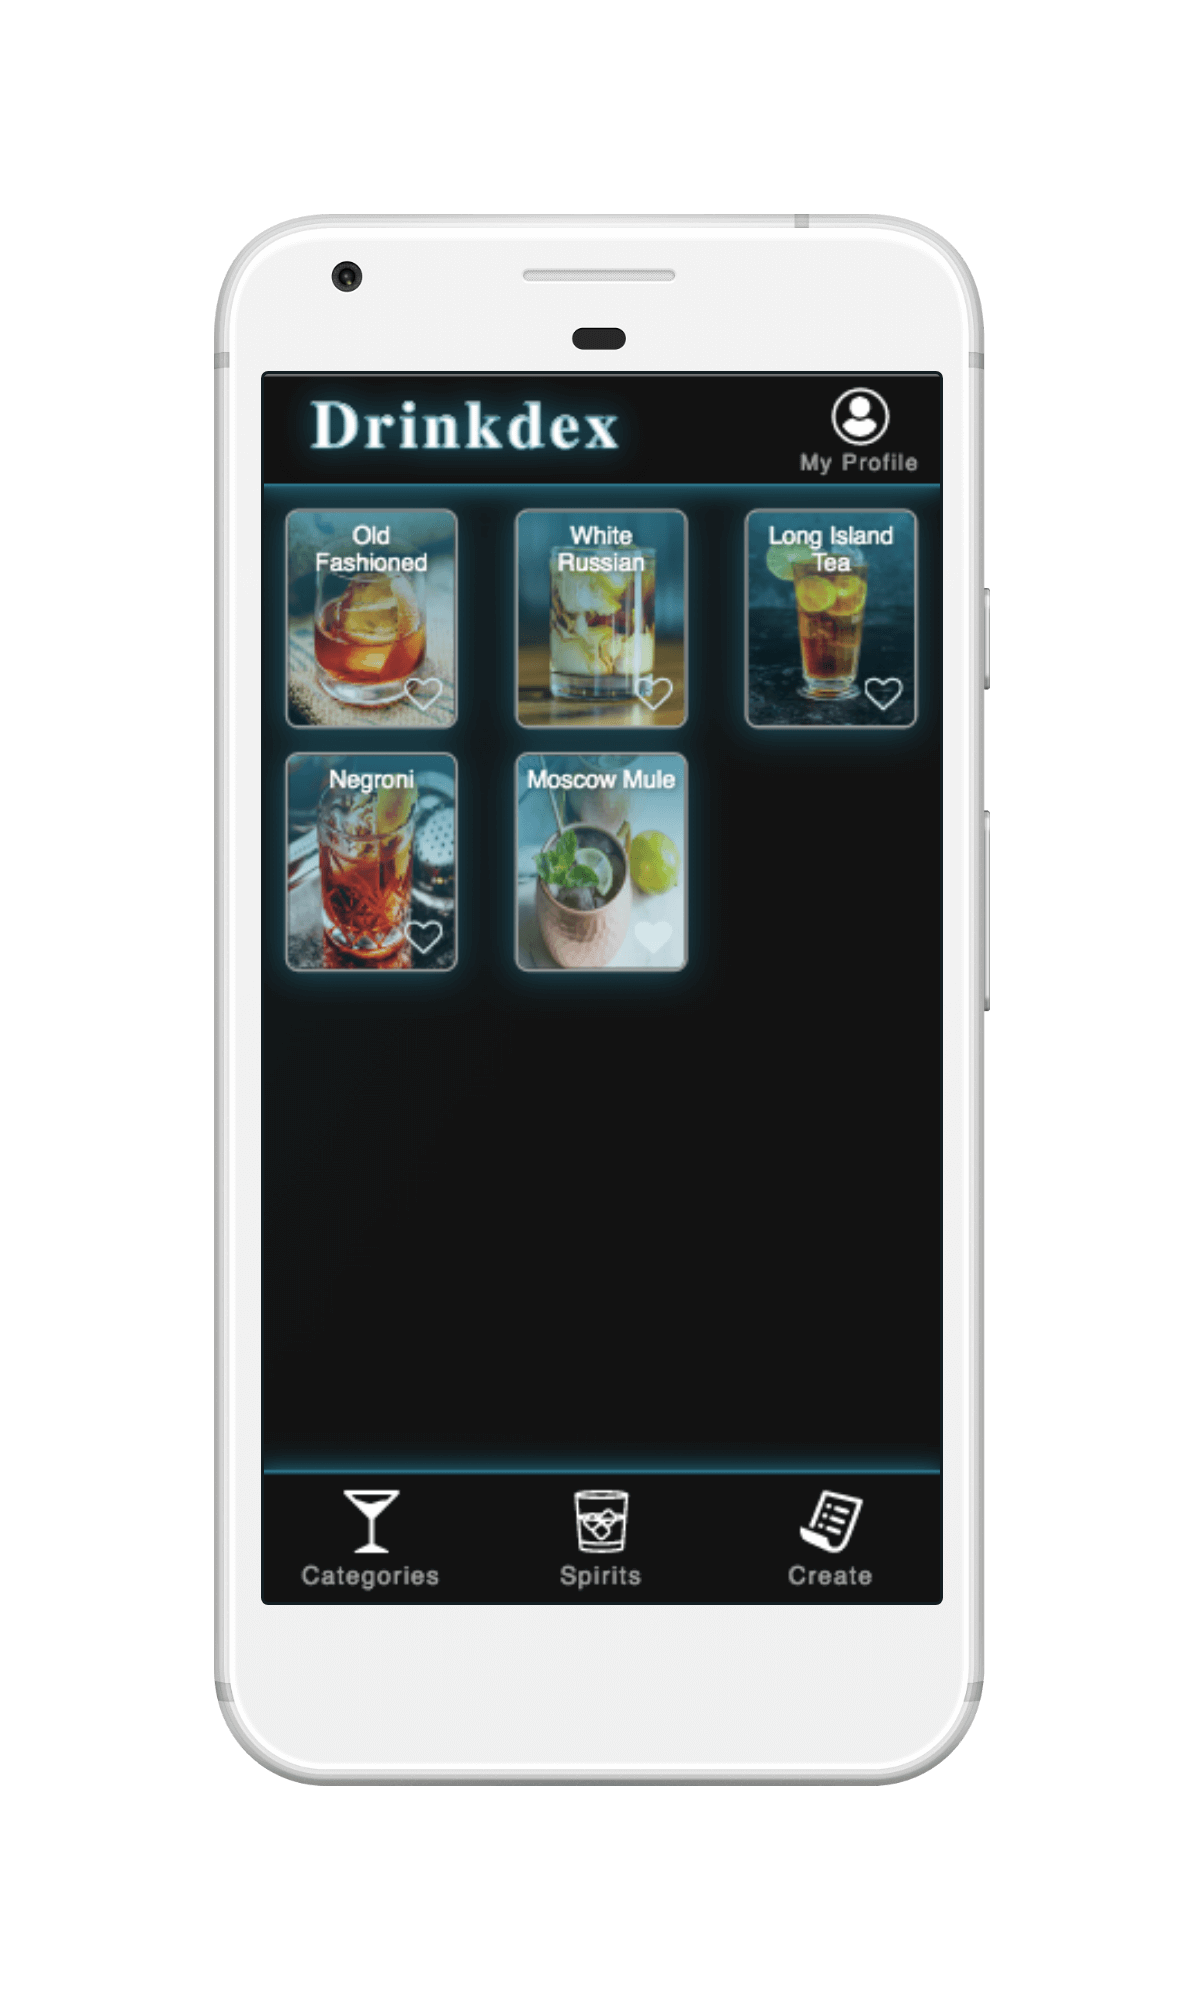 Drinkdex
My Profile
Old
Fashioned
White
Russian
Long Island
Tea
Negroni
Moscow Mule
Categories
Spirits
Create